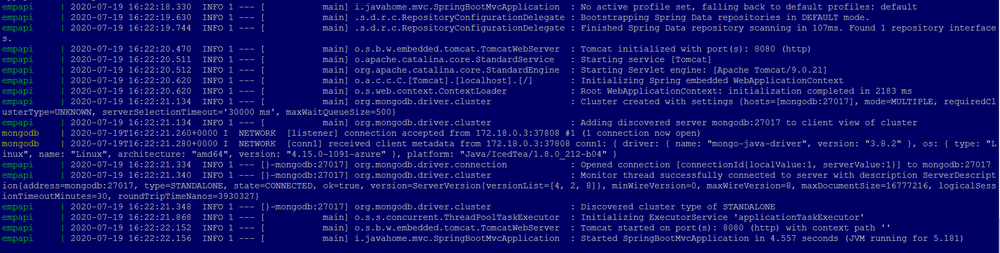 empapi     | 2020-07-19 16:22:18.330  INFO 1 --- [           main] i.javahome.mvc.SpringBootMvcApplication  : No active profile set, falling back to default profiles: default
empapi     | 2020-07-19 16:22:19.630  INFO 1 --- [           main] .s.d.r.c.RepositoryConfigurationDelegate : Bootstrapping Spring Data repositories in DEFAULT mode.
empapi     | 2020-07-19 16:22:19.744  INFO 1 --- [           main] .s.d.r.c.RepositoryConfigurationDelegate : Finished Spring Data repository scanning in 107ms. Found 1 repository interface
s.
empapi     | 2020-07-19 16:22:20.470  INFO 1 --- [           main] o.s.b.w.embedded.tomcat.TomcatWebServer  : Tomcat initialized with port(s): 8080 (http)
empapi     | 2020-07-19 16:22:20.511  INFO 1 --- [           main] o.apache.catalina.core.StandardService   : Starting service [Tomcat]
empapi     | 2020-07-19 16:22:20.512  INFO 1 --- [           main] org.apache.catalina.core.StandardEngine  : Starting Servlet engine: [Apache Tomcat/9.0.21]
empapi     | 2020-07-19 16:22:20.620  INFO 1 --- [           main] o.a.c.c.C.[Tomcat].[localhost].[/]       : Initializing Spring embedded WebApplicationContext
empapi     | 2020-07-19 16:22:20.620  INFO 1 --- [           main] o.s.web.context.ContextLoader            : Root WebApplicationContext: initialization completed in 2183 ms
empapi     | 2020-07-19 16:22:21.134  INFO 1 --- [           main] org.mongodb.driver.cluster               : Cluster created with settings {hosts=[mongodb:27017], mode=MULTIPLE, requiredCl
usterType=UNKNOWN, serverSelectionTimeout='30000 ms', maxWaitQueueSize=500}
empapi     | 2020-07-19 16:22:21.134  INFO 1 --- [           main] org.mongodb.driver.cluster               : Adding discovered server mongodb:27017 to client view of cluster
mongodb    | 2020-07-19T16:22:21.260+0000 I  NETWORK  [listener] connection accepted from 172.18.0.3:37808 #1 (1 connection now open)
mongodb    | 2020-07-19T16:22:21.280+0000 I  NETWORK  [conn1] received client metadata from 172.18.0.3:37808 conn1: { driver: { name: "mongo-java-driver", version: "3.8.2" }, os: { type: "L
inux", name: "Linux", architecture: "amd64", version: "4.15.0-1091-azure" }, platform: "Java/IcedTea/1.8.0_212-b04" }
empapi     | 2020-07-19 16:22:21.334  INFO 1 --- [}-mongodb:27017] org.mongodb.driver.connection            : Opened connection [connectionId{localValue:1, serverValue:1}] to mongodb:27017
empapi     | 2020-07-19 16:22:21.340  INFO 1 --- [}-mongodb:27017] org.mongodb.driver.cluster               : Monitor thread successfully connected to server with description ServerDescript
ion{address=mongodb:27017, type=STANDALONE, state=CONNECTED, ok=true, version=ServerVersion{versionList=[4, 2, 8]}, minWireVersion=0, maxWireVersion=8, maxDocumentSize=16777216, logicalSess
ionTimeoutMinutes=30, roundTripTimeNanos=3930327}
empapi     | 2020-07-19 16:22:21.348  INFO 1 --- [}-mongodb:27017] org.mongodb.driver.cluster               : Discovered cluster type of STANDALONE
empapi     | 2020-07-19 16:22:21.868  INFO 1 --- [           main] o.s.s.concurrent.ThreadPoolTaskExecutor  : Initializing ExecutorService 'applicationTaskExecutor'
empapi     | 2020-07-19 16:22:22.152  INFO 1 --- [           main] o.s.b.w.embedded.tomcat.TomcatWebServer  : Tomcat started on port(s): 8080 (http) with context path ''
empapi     | 2020-07-19 16:22:22.156  INFO 1 --- [           main] i.javahome.mvc.SpringBootMvcApplication  : Started SpringBootMvcApplication in 4.557 seconds (JVM running for 5.181)